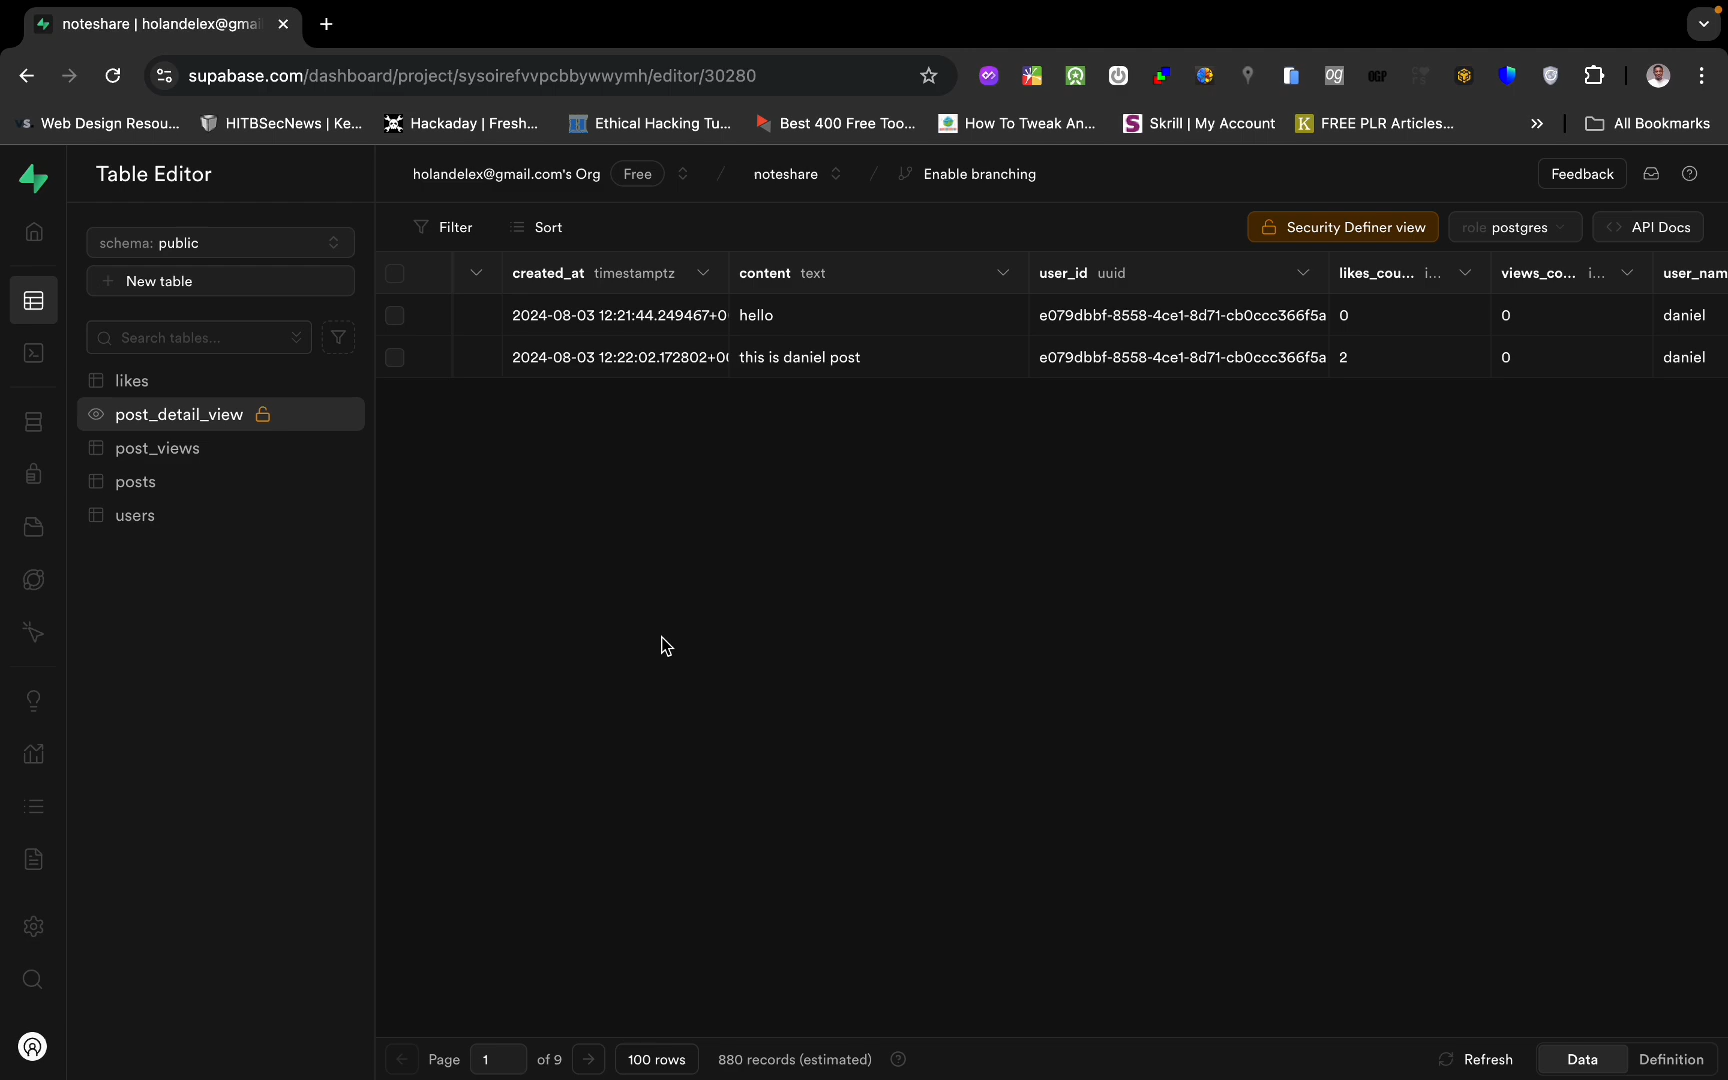 noteshare | holandelex@gmai
supabase.com/dashboard/project/sysoirefvvpcbbywwymh/editor/30280
OGP
Web Design Resou...
HITBSecNews | Ke...
Hackaday | Fresh...
Ethical Hacking Tu...
Best 400 Free Too...
How To Tweak An...
Skrill | My Account
FREE PLR Articles...
All Bookmarks
Table Editor
holandelex@gmail.com's Org Free / noteshare / Enable branching
Feedback
schema: public
New table
Search tables...
likes
post_detail_view
post_views
posts
users
Filter Sort
Security Definer view role postgres API Docs
created_at timestamptz content text user_id uuid likes_cou... i... views_co... i... user_nam
2024-08-03 12:21:44.249467+0 hello e079dbbf-8558-4ce1-8d71-cb0ccc366f5a 0 0 daniel
2024-08-03 12:22:02.172802+00 this is daniel post e079dbbf-8558-4ce1-8d71-cb0ccc366f5a 2 0 daniel
Page 1 of 9 100 rows 880 records (estimated)
Refresh Data Definition